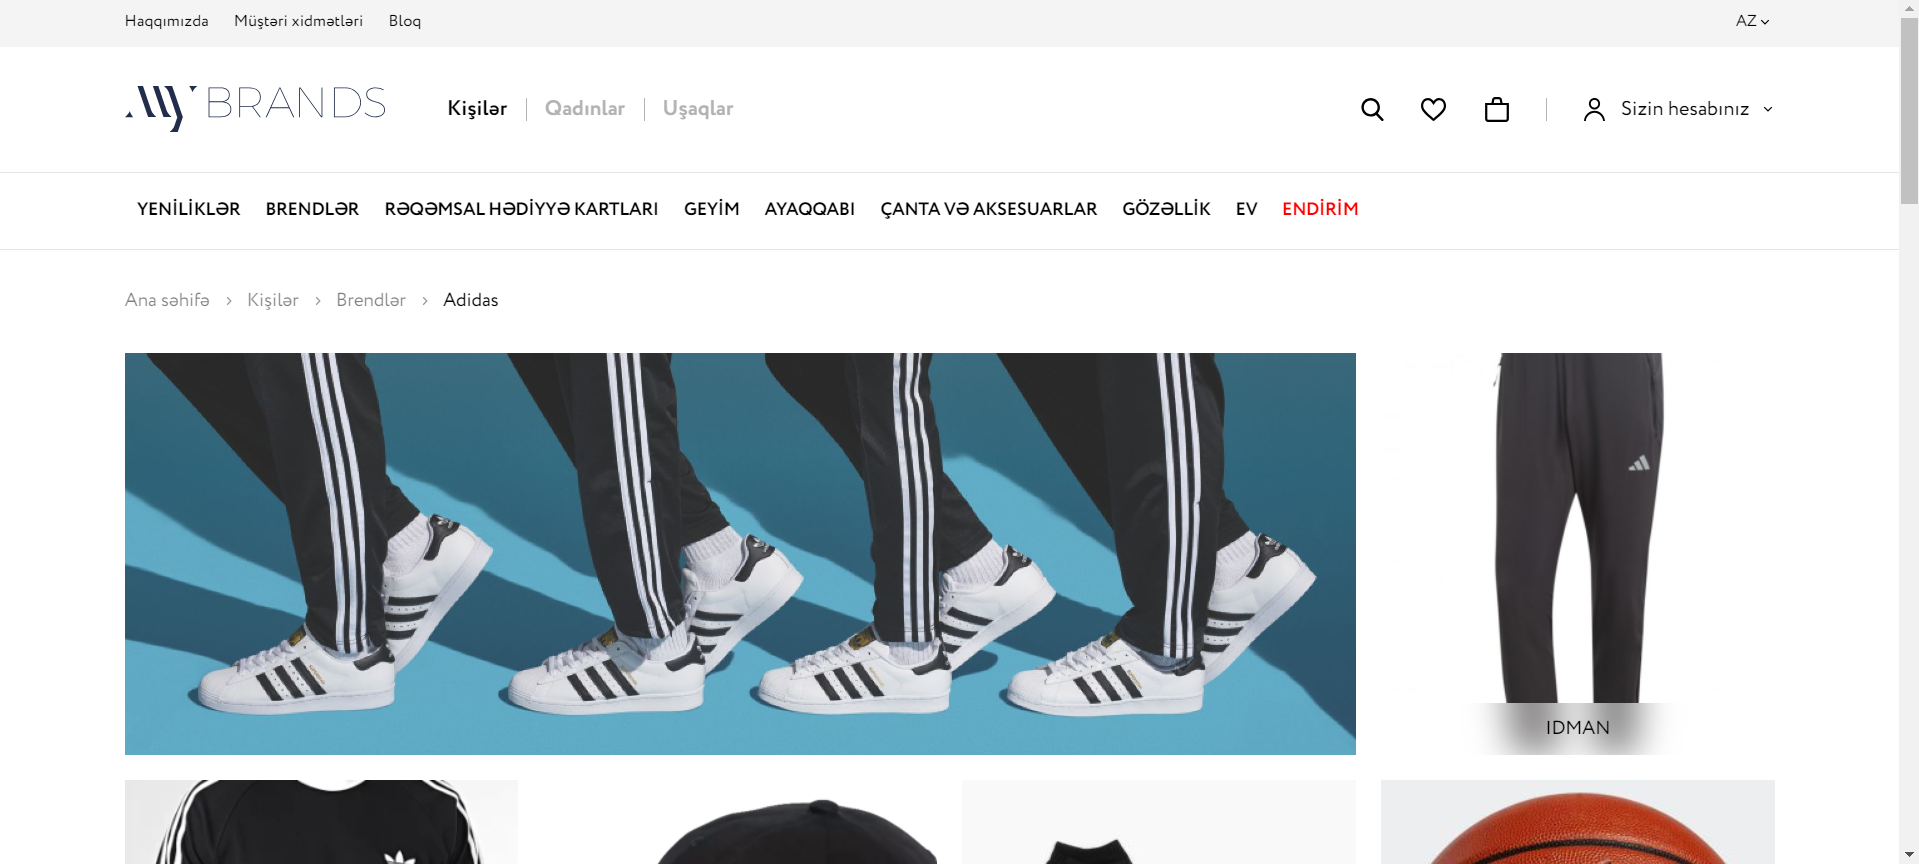 Haqqımızda Müştəri xidmətləri Bloq AZ
My BRANDS Kişilər Qadınlar Uşaqlar Sizin hesabınız
YENİLİKLƏR BRENDLƏR RƏQƏMSAL HƏDİYYƏ KARTLARI GEYİM AYAQQABI ÇANTA VƏ AKSESUARLAR GÖZƏLLİK EV ENDİRİM
Ana səhifə > Kişilər > Brendlər > Adidas
IDMAN